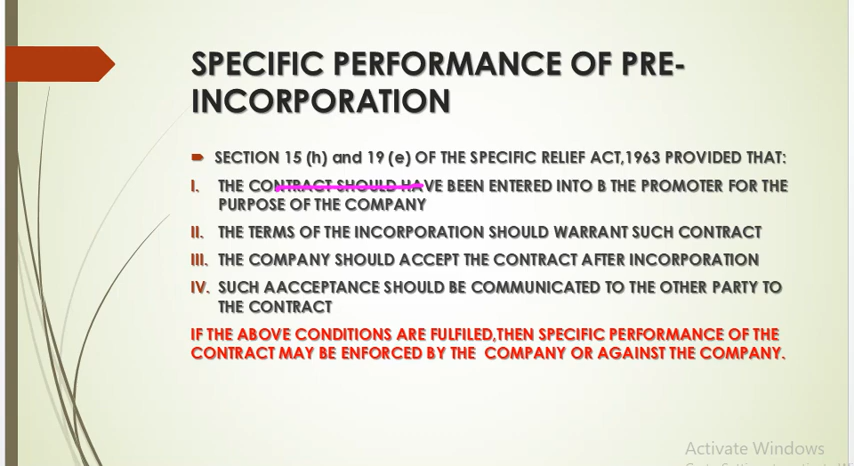 SPECIFIC PERFORMANCE OF PRE-
INCORPORATION
SECTION 15 (h) and 19 (e) OF THE SPECIFIC RELIEF ACT,1963 PROVIDED THAT:
I. THE CONTRACT SHOULD HAVE BEEN ENTERED INTO B THE PROMOTER FOR THE
PURPOSE OF THE COMPANY
II. THE TERMS OF THE INCORPORATION SHOULD WARRANT SUCH CONTRACT
III. THE COMPANY SHOULD ACCEPT THE CONTRACT AFTER INCORPORATION
IV. SUCH AACCEPTANCE SHOULD BE COMMUNICATED TO THE OTHER PARTY TO
THE CONTRACT
IF THE ABOVE CONDITIONS ARE FULFILED,THEN SPECIFIC PERFORMANCE OF THE
CONTRACT MAY BE ENFORCED BY THE COMPANY OR AGAINST THE COMPANY.
Activate Windows